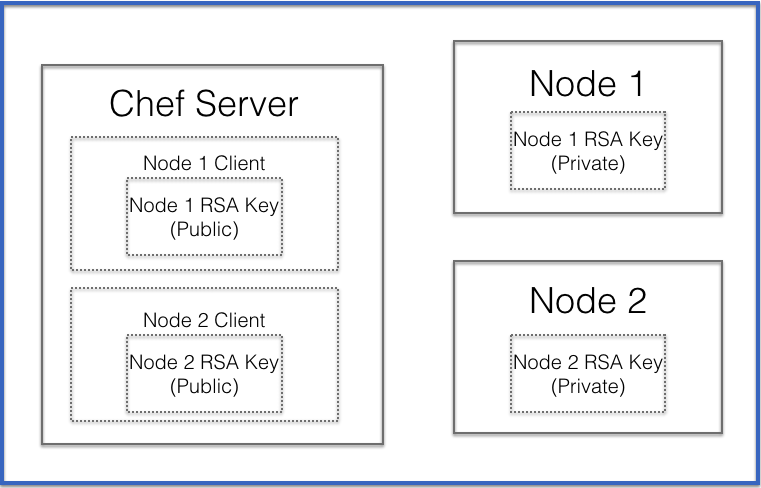 Chef Server
Node 1 Client
Node 1 RSA Key
(Public)
Node 2 Client
Node 2 RSA Key
(Public)
Node 1
Node 1 RSA Key
(Private)
Node 2
Node 2 RSA Key
(Private)